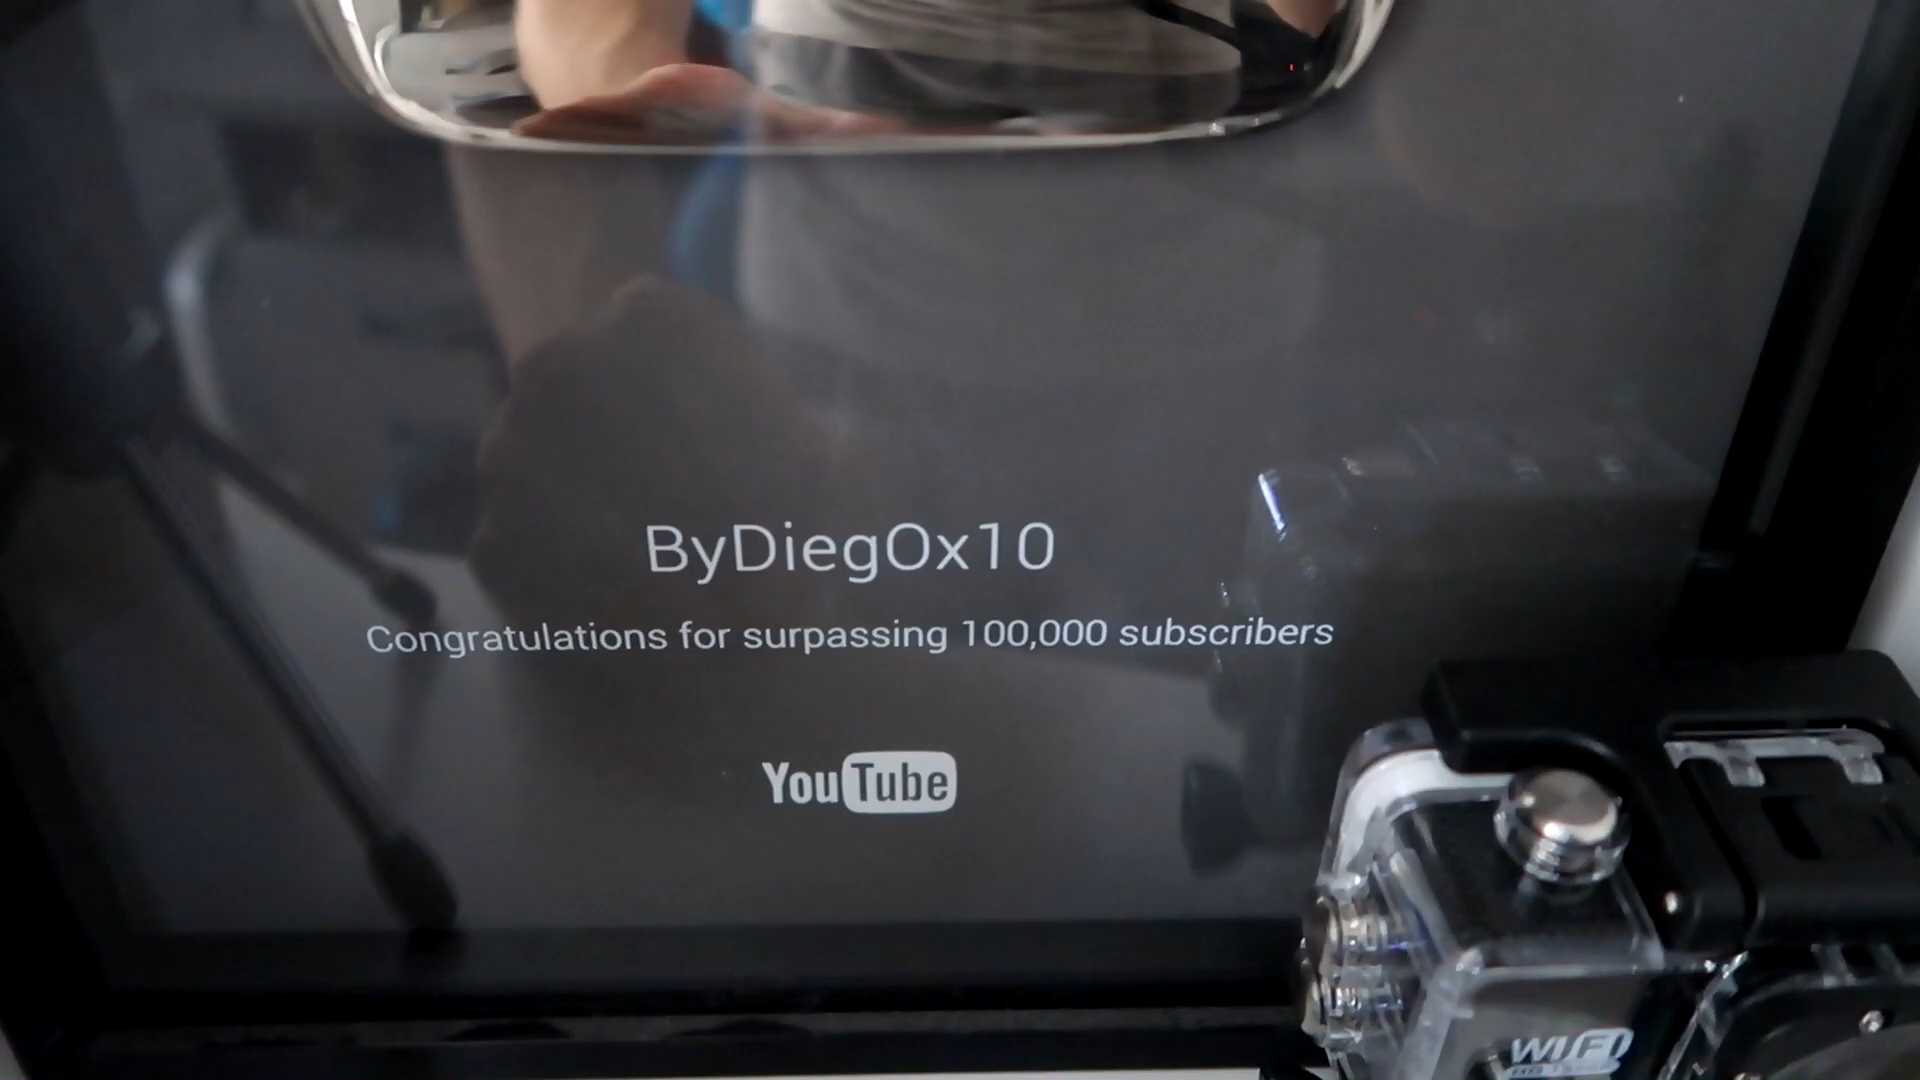 ByDiegOx10
Congratulations for surpassing 100,000 subscribers
YouTube
WIFI